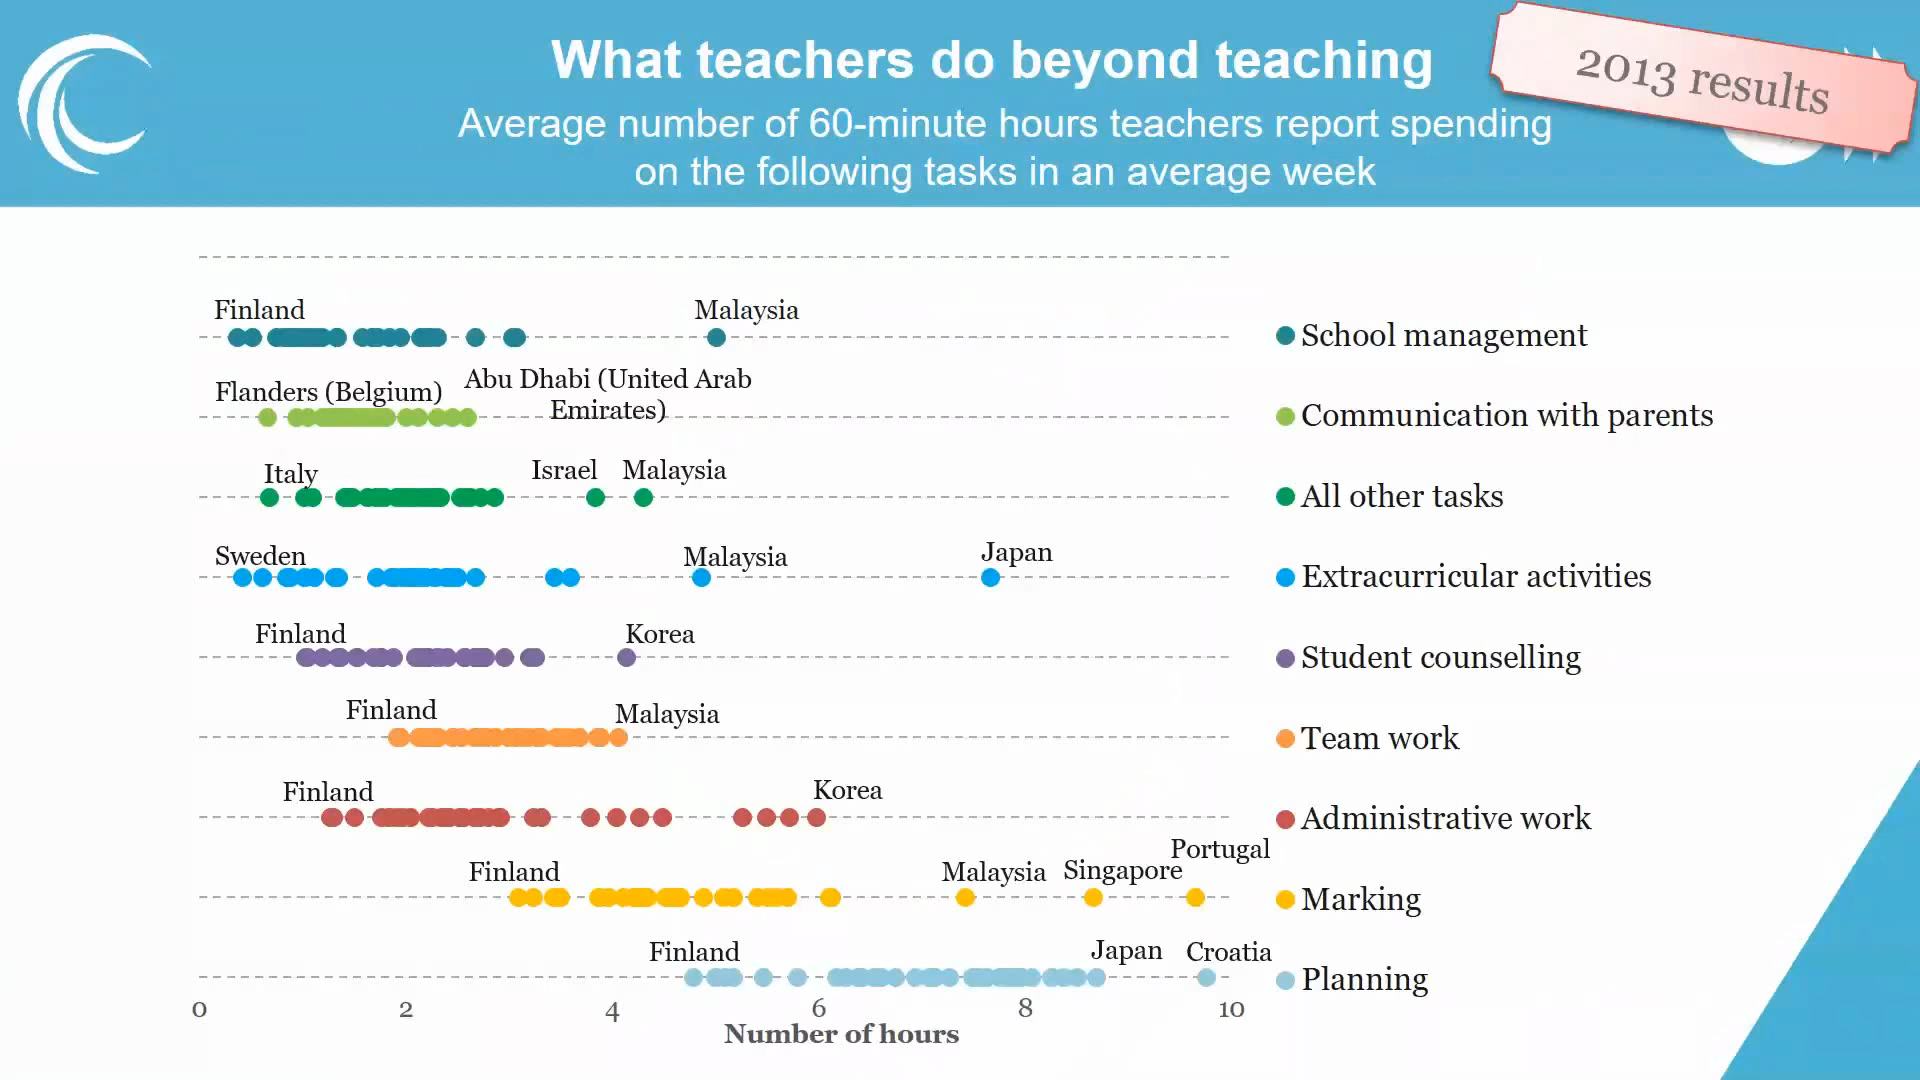 What teachers do beyond teaching
2013 results
Average number of 60-minute hours teachers report spending
on the following tasks in an average week
Finland
Malaysia
School management
Flanders (Belgium)
Abu Dhabi (United Arab
Emirates)
Communication with parents
Italy
Israel
Malaysia
All other tasks
Sweden
Malaysia
Japan
Extracurricular activities
Finland
Korea
Student counselling
Finland
Malaysia
Team work
Finland
Korea
Administrative work
Finland
Malaysia
Singapore
Portugal
Marking
Finland
Japan
Croatia
Planning
0 2 4 6 8 10
Number of hours